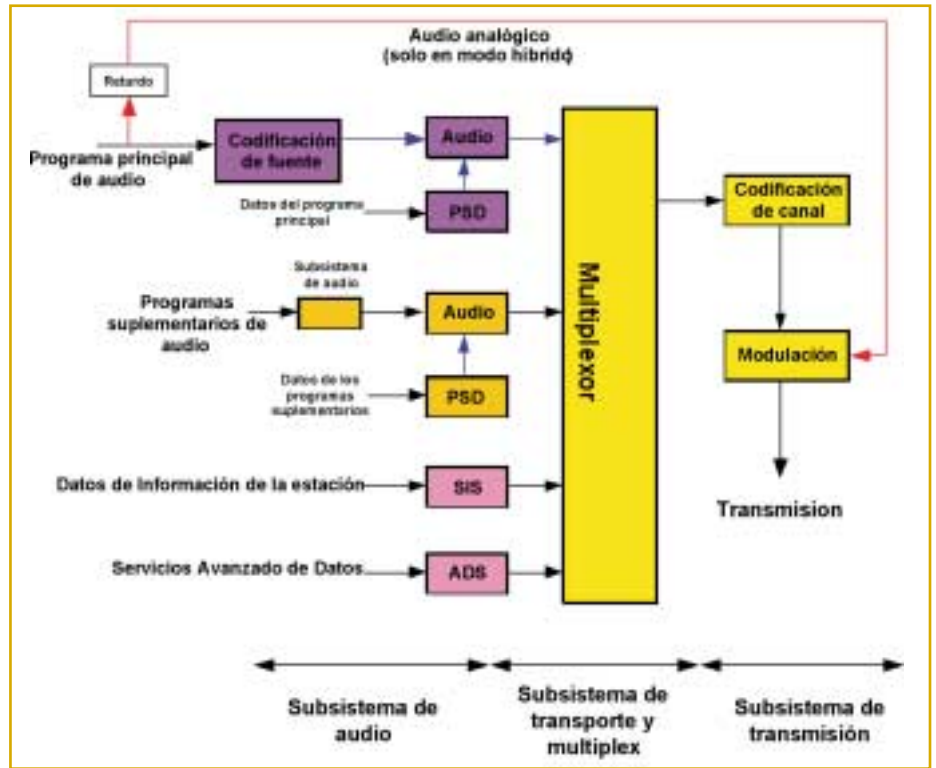 Audio analógico
(solo en modo híbrido)
Retardo
Programa principal
de audio
Codificación
de fuente
Audio
Datos del programa
principal
PSD
Codificación
de canal
Subsistema
de audio
Programas
suplementarios de
audio
Audio
Multiplexor
Modulación
Datos de los
programas
suplementarios
PSD
Datos de Información de la estación
SIS
Transmision
Servicios Avanzado de Datos
ADS
Subsistema de
audio
Subsistema de
transporte y
multiplex
Subsistema de
transmisión